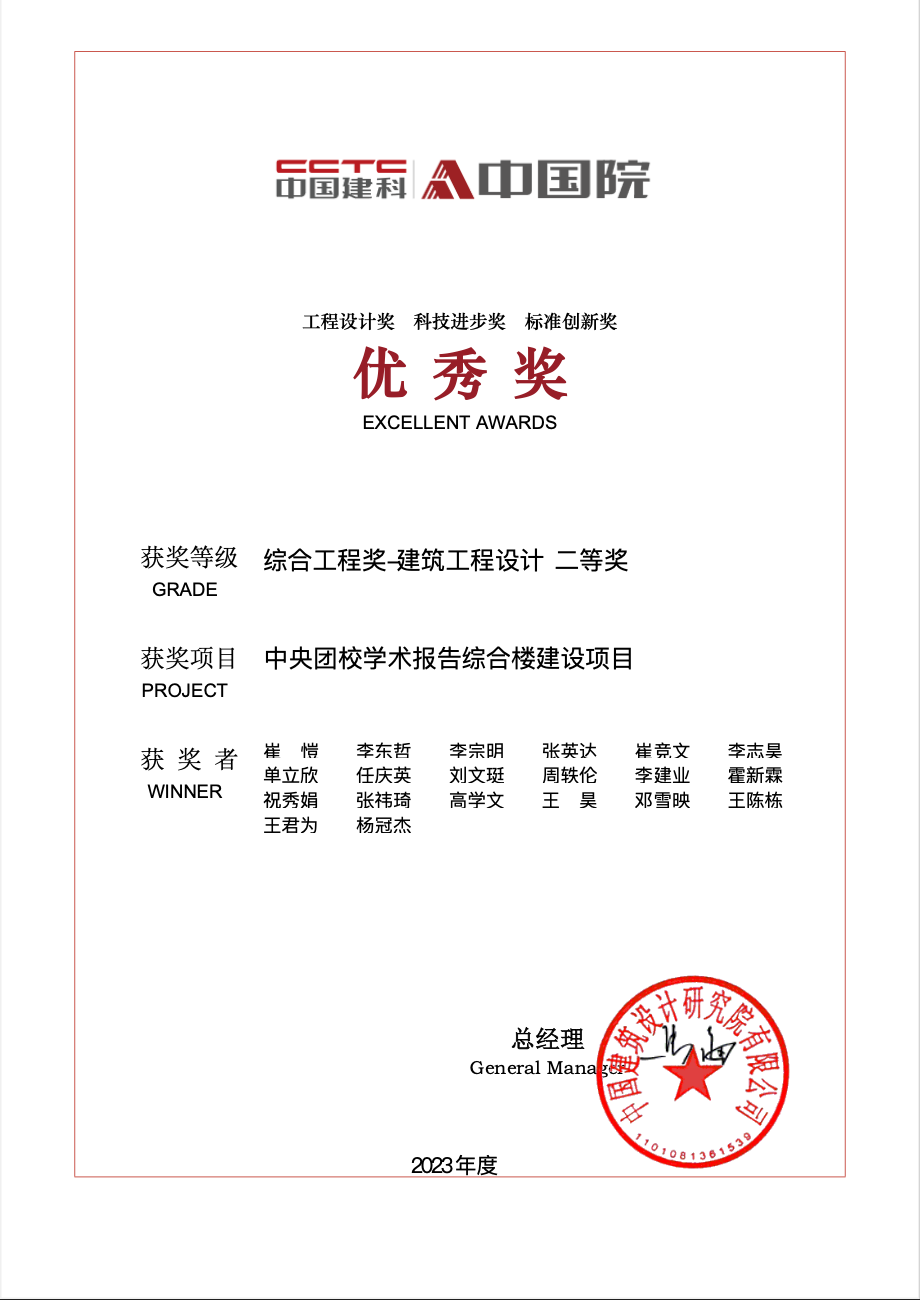 CCTC
中国建科
中国院
工程设计奖 科技进步奖 标准创新奖
优秀奖
EXCELLENT AWARDS
获奖等级 综合工程奖–建筑工程设计 二等奖
GRADE
获奖项目 中央团校学术报告综合楼建设项目
PROJECT
获奖者
WINNER
崔 愷 李东哲 李宗明 张英达 崔竞文 李志昊
单立欣 任庆英 刘文珽 周轶伦 李建业 霍新霖
祝秀娟 张祎琦 高学文 王 昊 邓雪映 王陈栋
王君为 杨冠杰
总经理
General Manager
中国建筑设计研究院有限公司
1101081361539
2023年度